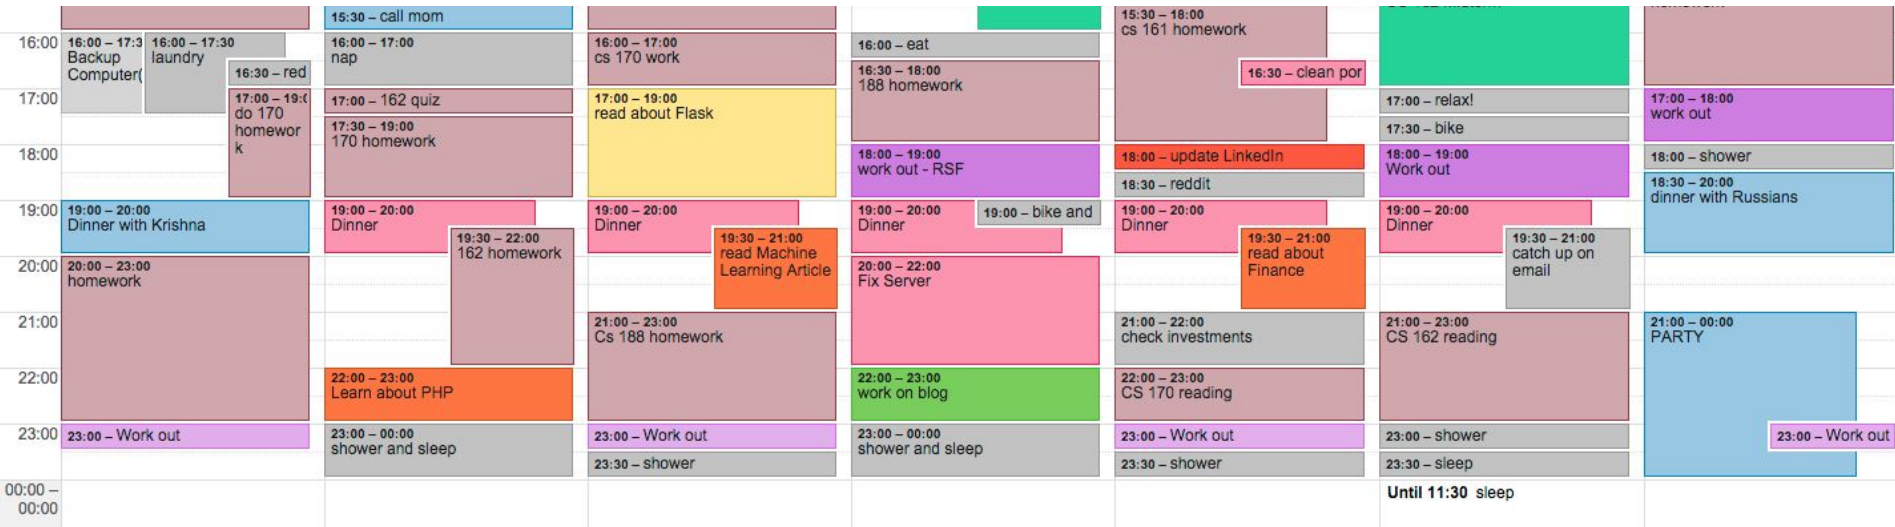 16:00
17:00
18:00
19:00
20:00
21:00
22:00
23:00
00:00 –
00:00
16:00 – 17:3
Backup
Computer(
16:00 – 17:30
laundry
16:30 – red
17:00 – 19:0
do 170
homewor
k
19:00 – 20:00
Dinner with Krishna
20:00 – 23:00
homework
23:00 – Work out
15:30 – call mom
16:00 – 17:00
nap
17:00 – 162 quiz
17:30 – 19:00
170 homework
19:00 – 20:00
Dinner
19:30 – 22:00
162 homework
22:00 – 23:00
Learn about PHP
23:00 – 00:00
shower and sleep
16:00 – 17:00
cs 170 work
17:00 – 19:00
read about Flask
19:00 – 20:00
Dinner
19:30 – 21:00
read Machine
Learning Article
21:00 – 23:00
Cs 188 homework
23:00 – Work out
23:30 – shower
16:00 – eat
16:30 – 18:00
188 homework
18:00 – 19:00
work out - RSF
19:00 – 20:00
Dinner
19:00 – bike and
20:00 – 22:00
Fix Server
22:00 – 23:00
work on blog
23:00 – 00:00
shower and sleep
15:30 – 18:00
cs 161 homework
16:30 – clean por
18:00 – update LinkedIn
18:30 – reddit
19:00 – 20:00
Dinner
19:30 – 21:00
read about
Finance
21:00 – 22:00
check investments
22:00 – 23:00
CS 170 reading
23:00 – Work out
23:30 – shower
17:00 – relax!
17:30 – bike
18:00 – 19:00
Work out
19:00 – 20:00
Dinner
19:30 – 21:00
catch up on
email
21:00 – 23:00
CS 162 reading
23:00 – shower
23:30 – sleep
Until 11:30 sleep
17:00 – 18:00
work out
18:00 – shower
18:30 – 20:00
dinner with Russians
21:00 – 00:00
PARTY
23:00 – Work out